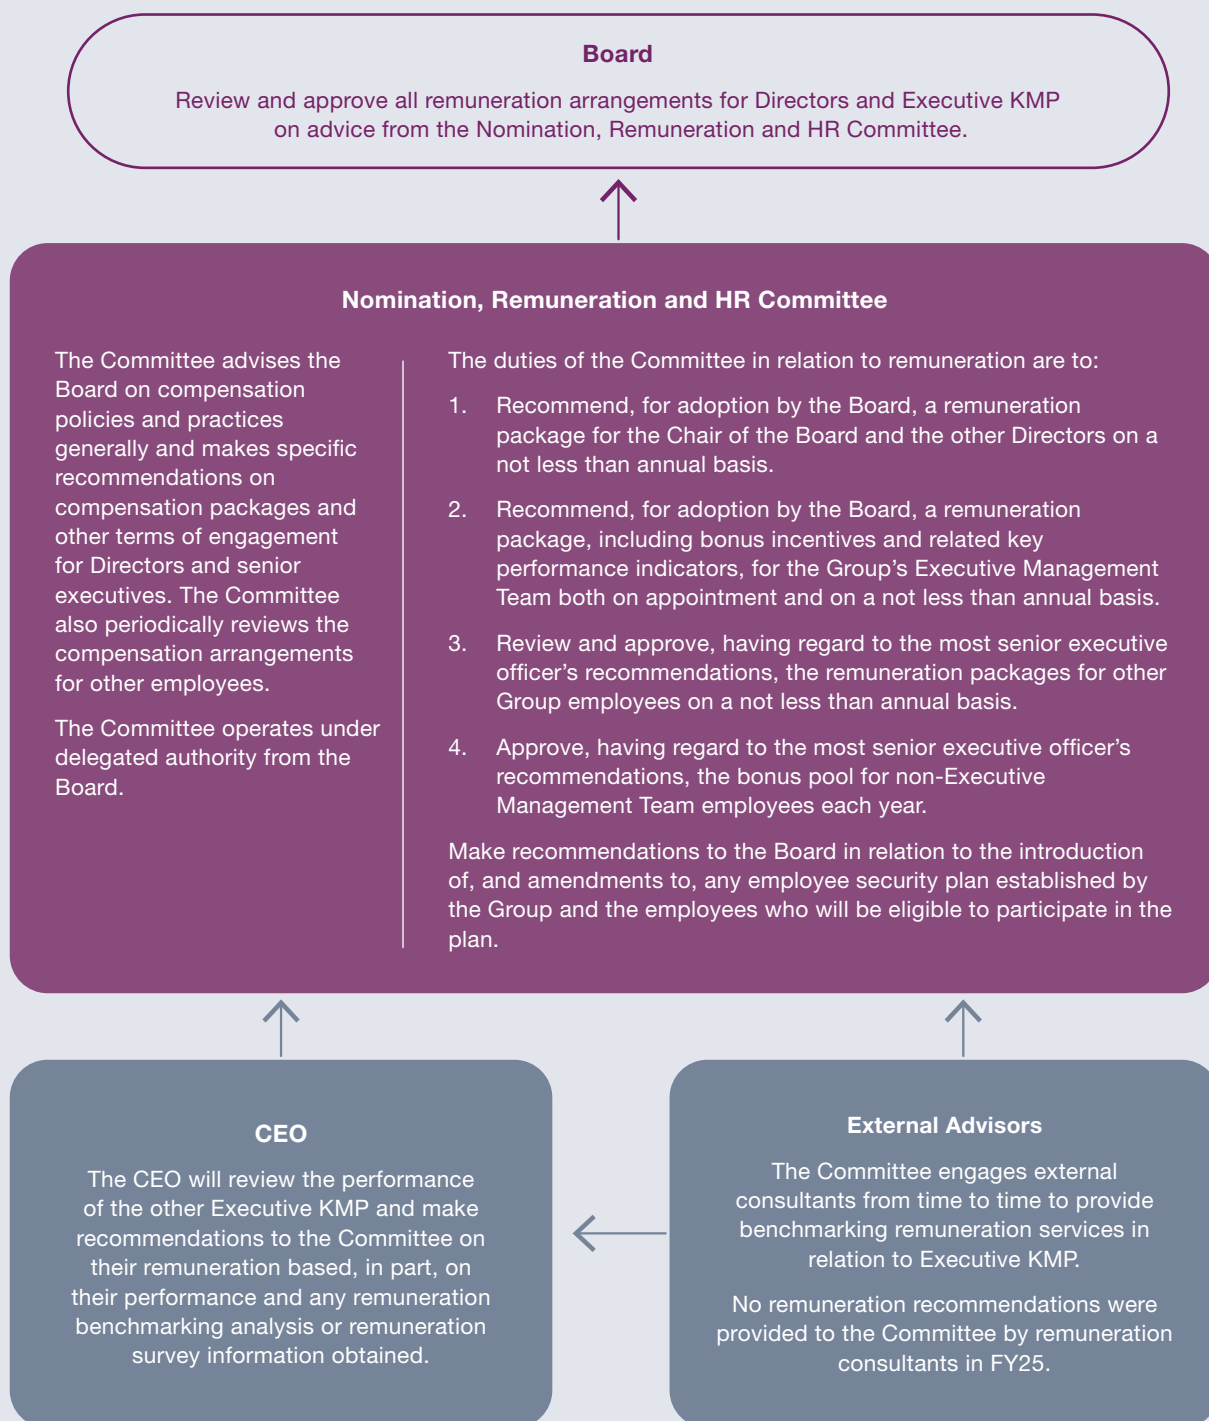 Board
Review and approve all remuneration arrangements for Directors and Executive KMP
on advice from the Nomination, Remuneration and HR Committee.
Nomination, Remuneration and HR Committee
The Committee advises the
Board on compensation
policies and practices
generally and makes specific
recommendations on
compensation packages and
other terms of engagement
for Directors and senior
executives. The Committee
also periodically reviews the
compensation arrangements
for other employees.
The Committee operates under
delegated authority from the
Board.
The duties of the Committee in relation to remuneration are to:
1. Recommend, for adoption by the Board, a remuneration
package for the Chair of the Board and the other Directors on a
not less than annual basis.
2. Recommend, for adoption by the Board, a remuneration
package, including bonus incentives and related key
performance indicators, for the Group’s Executive Management
Team both on appointment and on a not less than annual basis.
3. Review and approve, having regard to the most senior executive
officer’s recommendations, the remuneration packages for other
Group employees on a not less than annual basis.
4. Approve, having regard to the most senior executive officer’s
recommendations, the bonus pool for non-Executive
Management Team employees each year.
Make recommendations to the Board in relation to the introduction
of, and amendments to, any employee security plan established by
the Group and the employees who will be eligible to participate in the
plan.
CEO
The CEO will review the performance
of the other Executive KMP and make
recommendations to the Committee on
their remuneration based, in part, on
their performance and any remuneration
benchmarking analysis or remuneration
survey information obtained.
External Advisors
The Committee engages external
consultants from time to time to provide
benchmarking remuneration services in
relation to Executive KMP.
No remuneration recommendations were
provided to the Committee by remuneration
consultants in FY25.